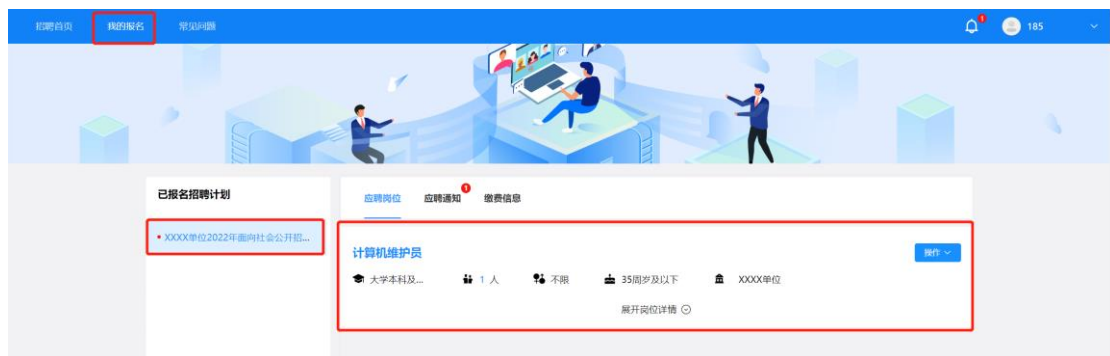 招聘首页 我的报名 常见问题 1 185
已报名招聘计划
应聘岗位 应聘通知 1 缴费信息
XXXX单位2022年面向社会公开招...
计算机维护员 操作
大学本科及... 1 人 不限 35周岁及以下 XXXX单位
展开岗位详情